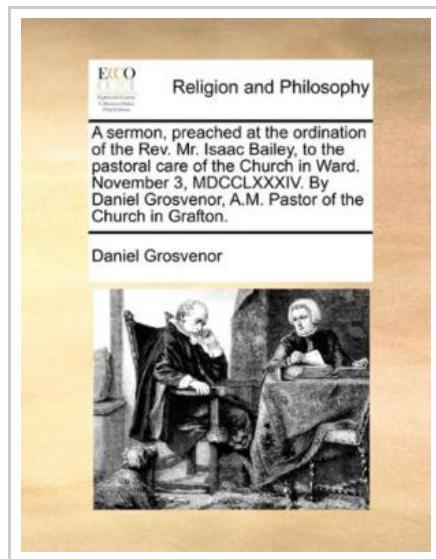 ECCO
Religion and Philosophy
A sermon, preached at the ordination
of the Rev. Mr. Isaac Bailey, to the
pastoral care of the Church in Ward.
November 3, MDCCLXXXIV. By
Daniel Grosvenor, A.M. Pastor of the
Church in Grafton.
Daniel Grosvenor